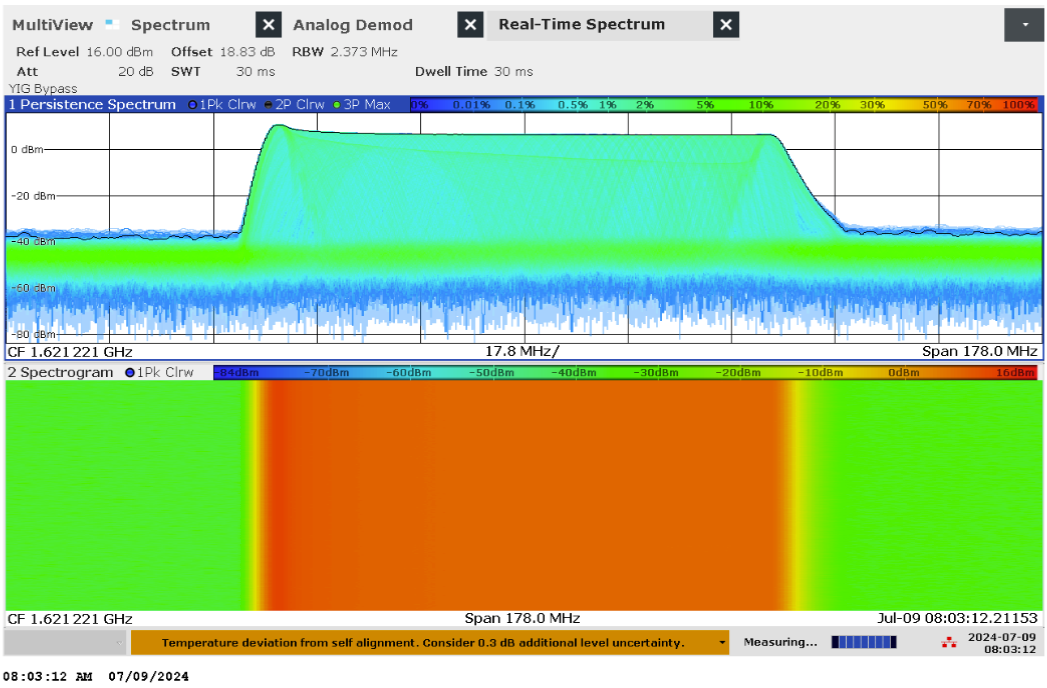 MultiView Spectrum Analog Demod Real-Time Spectrum
Ref Level 16.00 dBm Offset 18.83 dB RBW 2.373 MHz
Att 20 dB SWT 30 ms Dwell Time 30 ms
YIG Bypass
1 Persistence Spectrum 1Pk Clrw 2P Clrw 3P Max 0% 0.01% 0.1% 0.5% 1% 2% 5% 10% 20% 30% 50% 70% 100%
0 dBm
-20 dBm
-40 dBm
-60 dBm
-80 dBm
CF 1.621221 GHz 17.8 MHz/ Span 178.0 MHz
2 Spectrogram 1Pk Clrw -84dBm -70dBm -60dBm -50dBm -40dBm -30dBm -20dBm -10dBm 0dBm 16dBm
CF 1.621221 GHz Span 178.0 MHz Jul-09 08:03:12.21153
Temperature deviation from self alignment. Consider 0.3 dB additional level uncertainty. Measuring... 2024-07-09
08:03:12
08:03:12 AM 07/09/2024